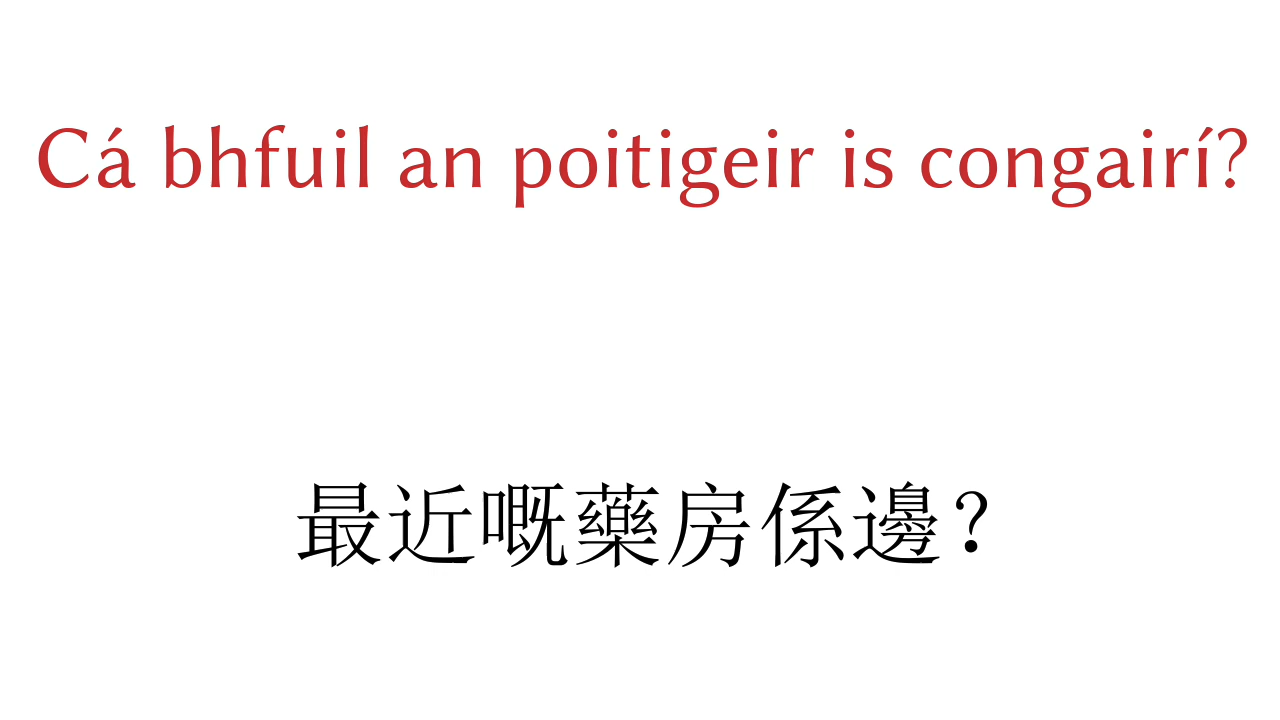 Cá bhfuil an poitigeir is congairí?
最近嘅藥房係邊？